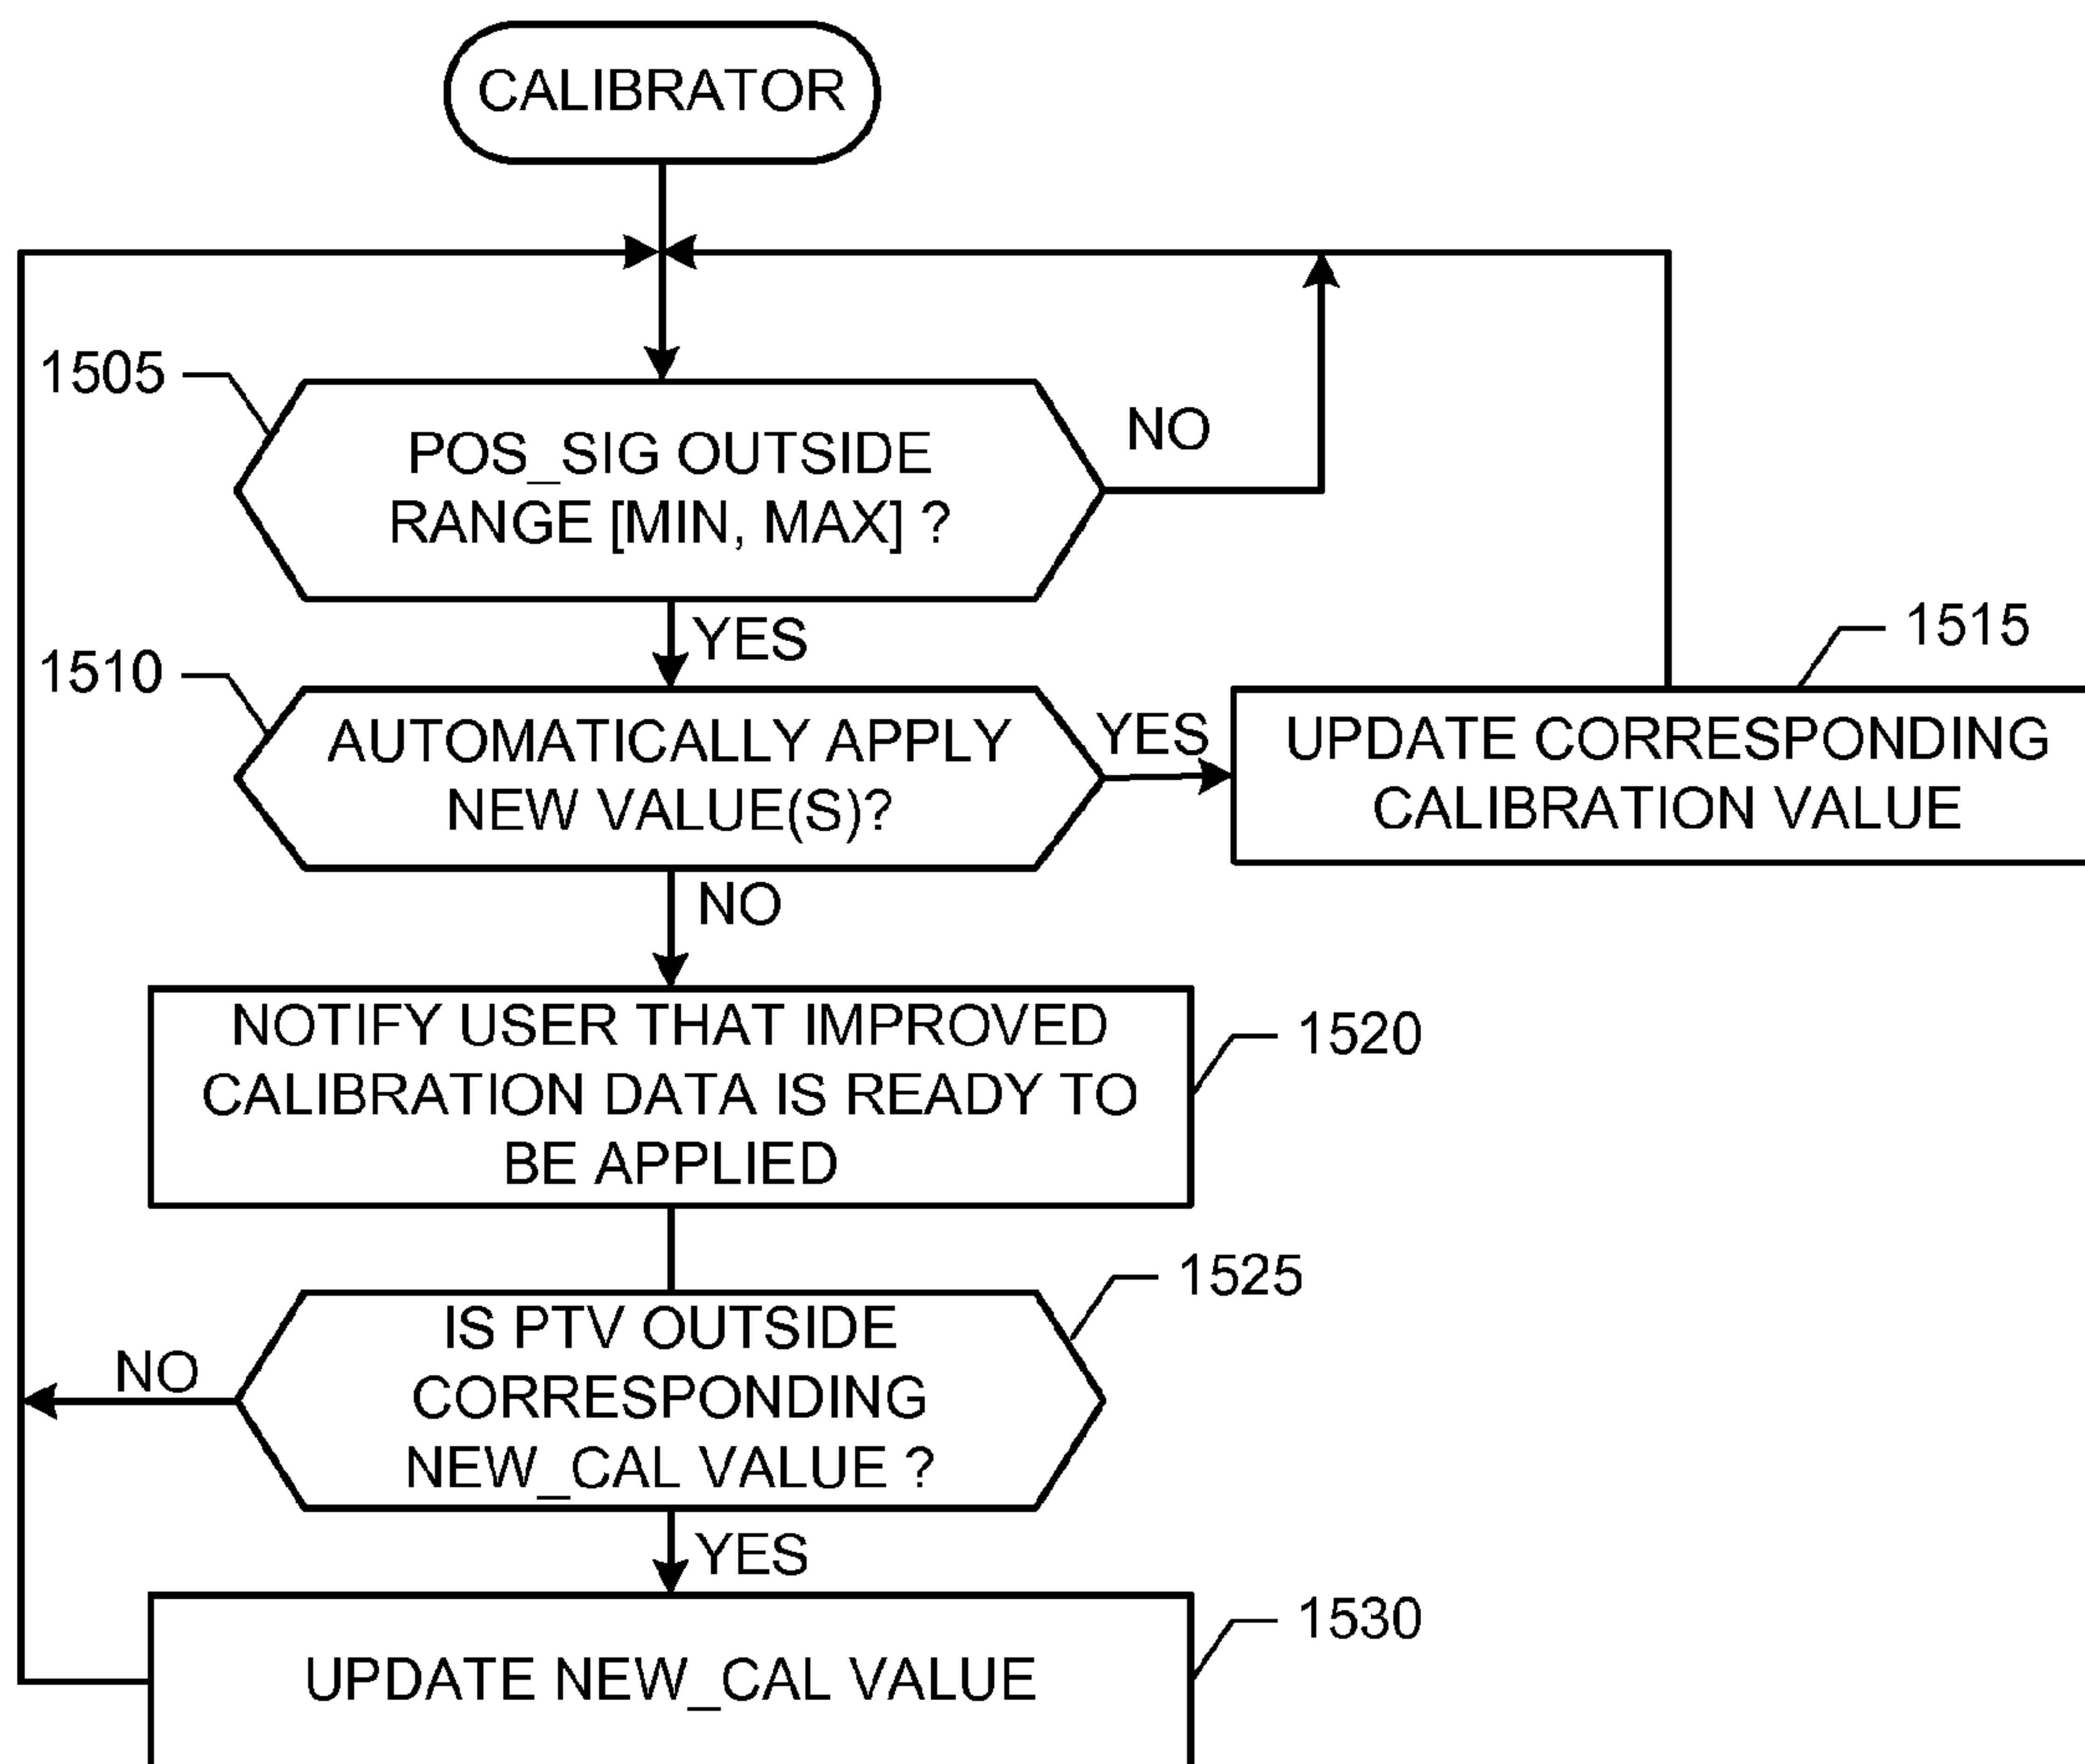 CALIBRATOR
1505
POS_SIG OUTSIDE
RANGE [MIN, MAX] ?
NO
YES
1510
AUTOMATICALLY APPLY
NEW VALUE(S)?
YES
1515
UPDATE CORRESPONDING
CALIBRATION VALUE
NO
NOTIFY USER THAT IMPROVED
CALIBRATION DATA IS READY TO
BE APPLIED
1520
1525
IS PTV OUTSIDE
CORRESPONDING
NEW_CAL VALUE ?
NO
YES
1530
UPDATE NEW_CAL VALUE